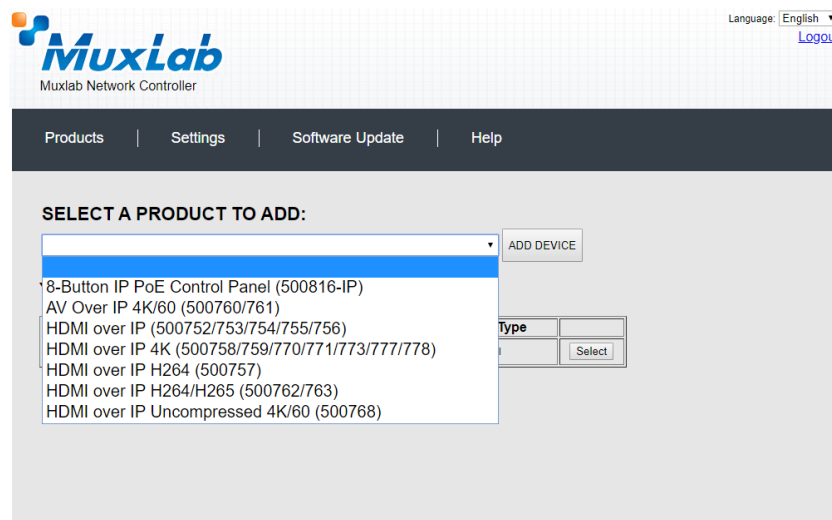 Language: English
MuxLab
Muxlab Network Controller
Products | Settings | Software Update | Help
SELECT A PRODUCT TO ADD:
ADD DEVICE
8-Button IP PoE Control Panel (500816-IP)
AV Over IP 4K/60 (500760/761)
HDMI over IP (500752/753/754/755/756)
Type
HDMI over IP 4K (500758/759/770/771/773/777/778)
Select
HDMI over IP H264 (500757)
HDMI over IP H264/H265 (500762/763)
HDMI over IP Uncompressed 4K/60 (500768)